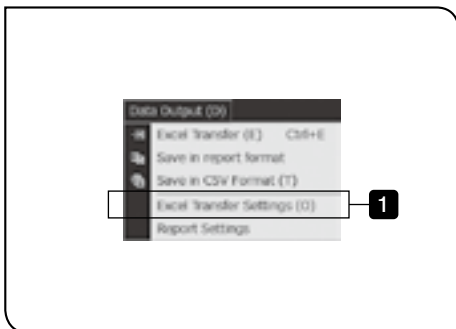 Data Output (O)
Excel Transfer (E) Ctrl+E
Save in report format
Save in CSV Format (T)
Excel Transfer Settings (O)
1
Report Settings